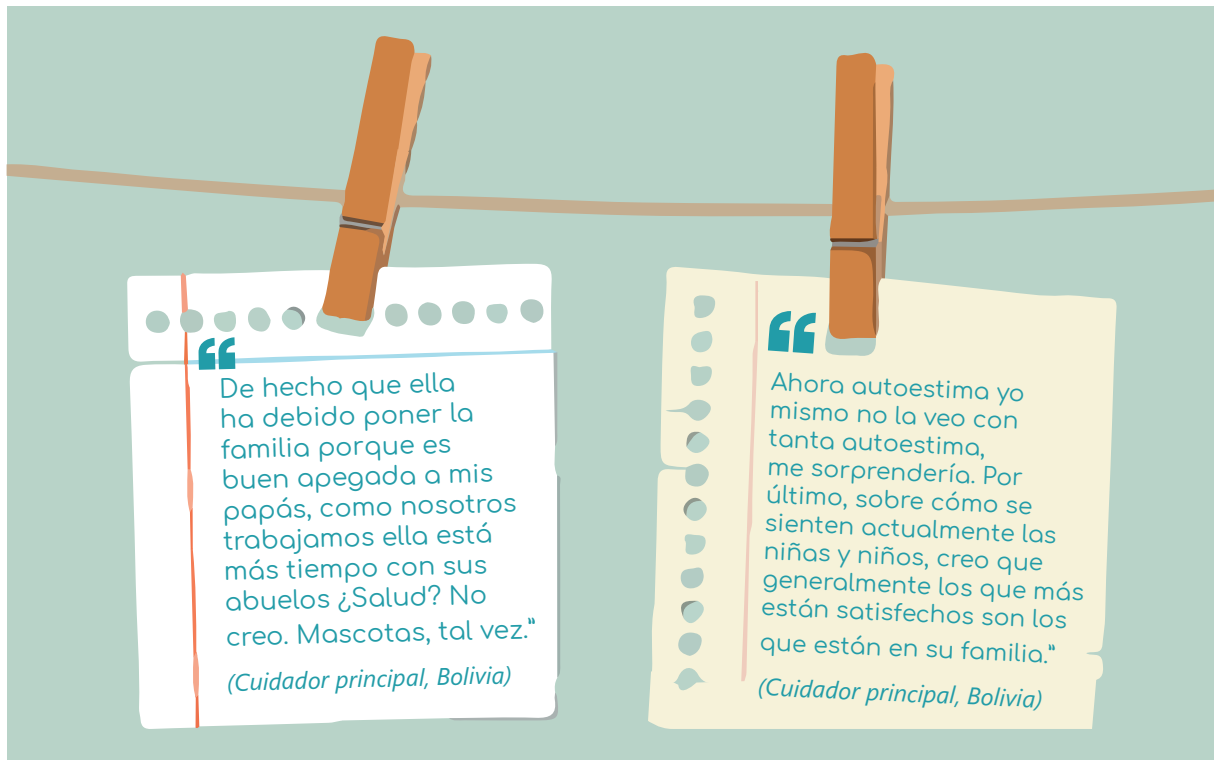 “
De hecho que ella
ha debido poner la
familia porque es
buen apegada a mis
papás, como nosotros
trabajamos ella está
más tiempo con sus
abuelos ¿Salud? No
creo. Mascotas, tal vez.”
(Cuidador principal, Bolivia)
“
Ahora autoestima yo
mismo no la veo con
tanta autoestima,
me sorprendería. Por
último, sobre cómo se
sienten actualmente las
niñas y niños, creo que
generalmente los que más
están satisfechos son los
que están en su familia.”
(Cuidador principal, Bolivia)